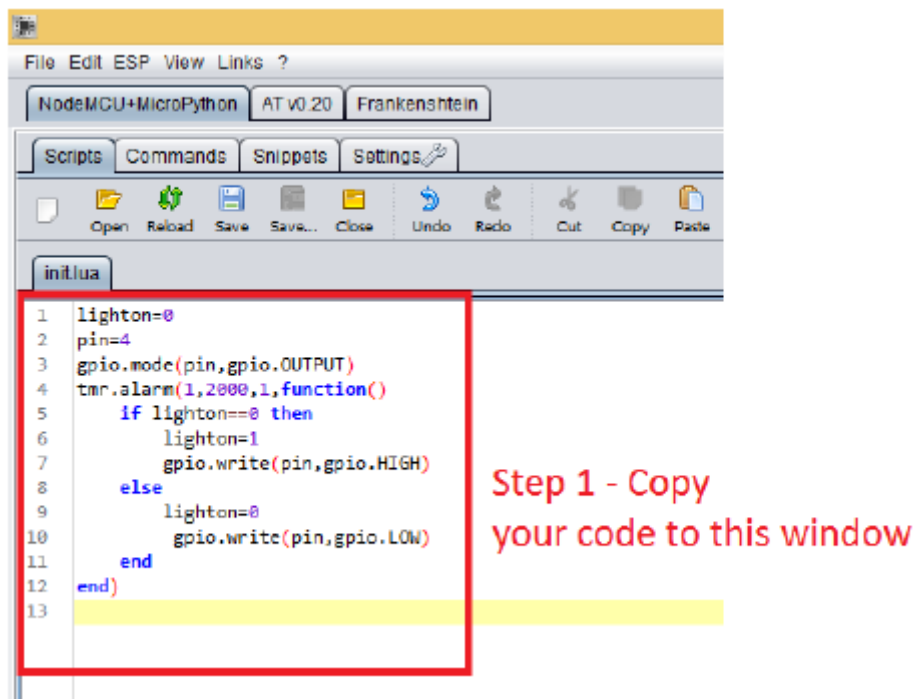 File Edit ESP View Links ?
NodeMCU+MicroPython AT v0.20 Frankenshtein
Scripts Commands Snippets Settings
Open Reload Save Save... Close Undo Redo Cut Copy Paste
init.lua
1 lighton=0
2 pin=4
3 gpio.mode(pin,gpio.OUTPUT)
4 tmr.alarm(1,2000,1,function()
5     if lighton==0 then
6         lighton=1
7         gpio.write(pin,gpio.HIGH)
8     else
9         lighton=0
10         gpio.write(pin,gpio.LOW)
11     end
12 end)
13
Step 1 - Copy
your code to this window